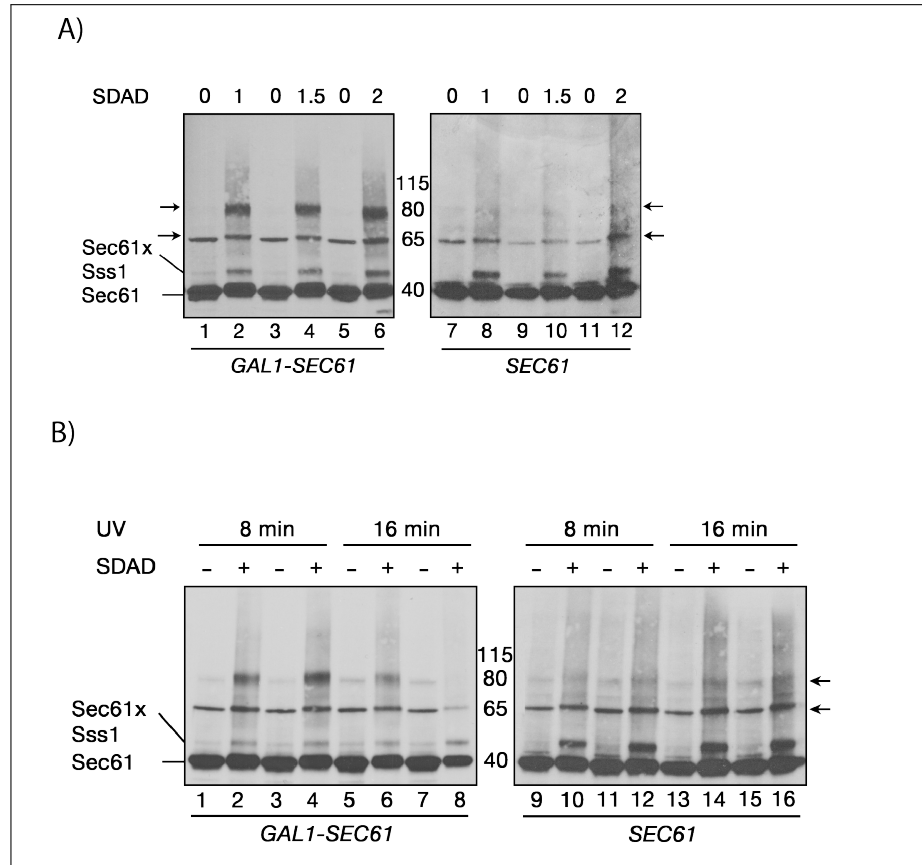 A)
SDAD 0 1 0 1.5 0 2 0 1 0 1.5 0 2
115
80
65
Sec61x
Sss1
Sec61
40
1 2 3 4 5 6 7 8 9 10 11 12
GAL1-SEC61 SEC61
B)
UV 8 min 16 min 8 min 16 min
SDAD – + – + – + – + – + – + – + – +
115
80
65
Sec61x
Sss1
Sec61
40
1 2 3 4 5 6 7 8 9 10 11 12 13 14 15 16
GAL1-SEC61 SEC61